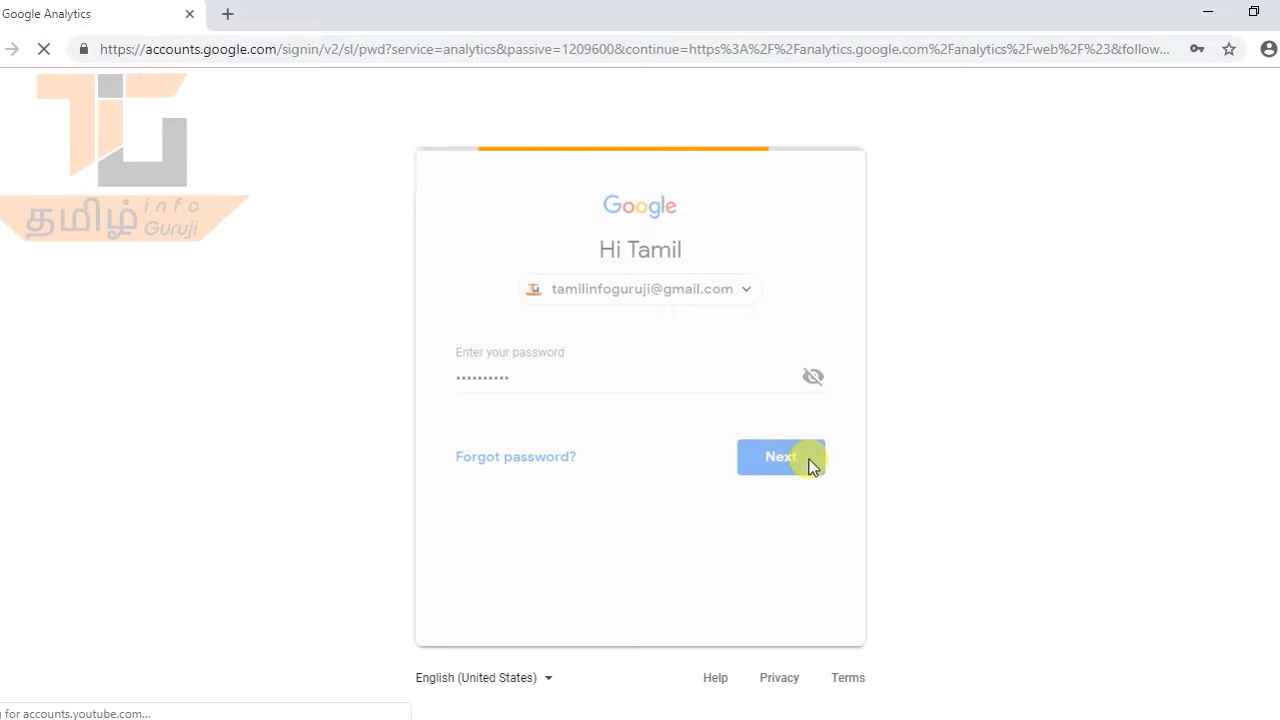 Google Analytics
https://accounts.google.com/signin/v2/sl/pwd?service=analytics&passive=1209600&continue=https%3A%2F%2Fanalytics.google.com%2Fanalytics%2Fweb%2F%23&follow...
TiG
தமிழ் info Guruji
Google
Hi Tamil
tamilinfoguruji@gmail.com
Enter your password
••••••••••
Forgot password?
Next
English (United States)
Help Privacy Terms
g for accounts.youtube.com...